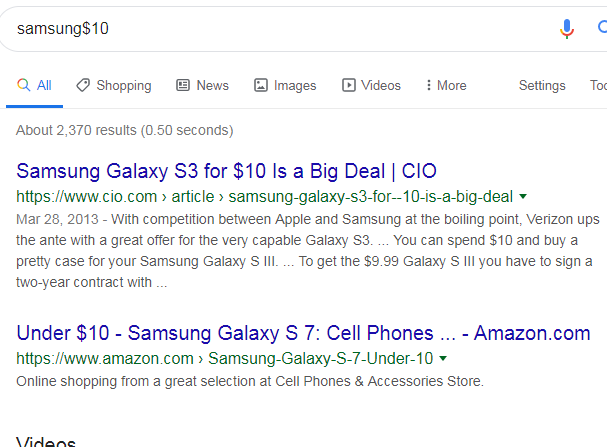 samsung$10
All Shopping News Images Videos More Settings
About 2,370 results (0.50 seconds)
Samsung Galaxy S3 for $10 Is a Big Deal | CIO
https://www.cio.com › article › samsung-galaxy-s3-for--10-is-a-big-deal
Mar 28, 2013 - With competition between Apple and Samsung at the boiling point, Verizon ups
the ante with a great offer for the very capable Galaxy S3. ... You can spend $10 and buy a
pretty case for your Samsung Galaxy S III. ... To get the $9.99 Galaxy S III you have to sign a
two-year contract with ...
Under $10 - Samsung Galaxy S 7: Cell Phones ... - Amazon.com
https://www.amazon.com › Samsung-Galaxy-S-7-Under-10
Online shopping from a great selection at Cell Phones & Accessories Store.
Videos